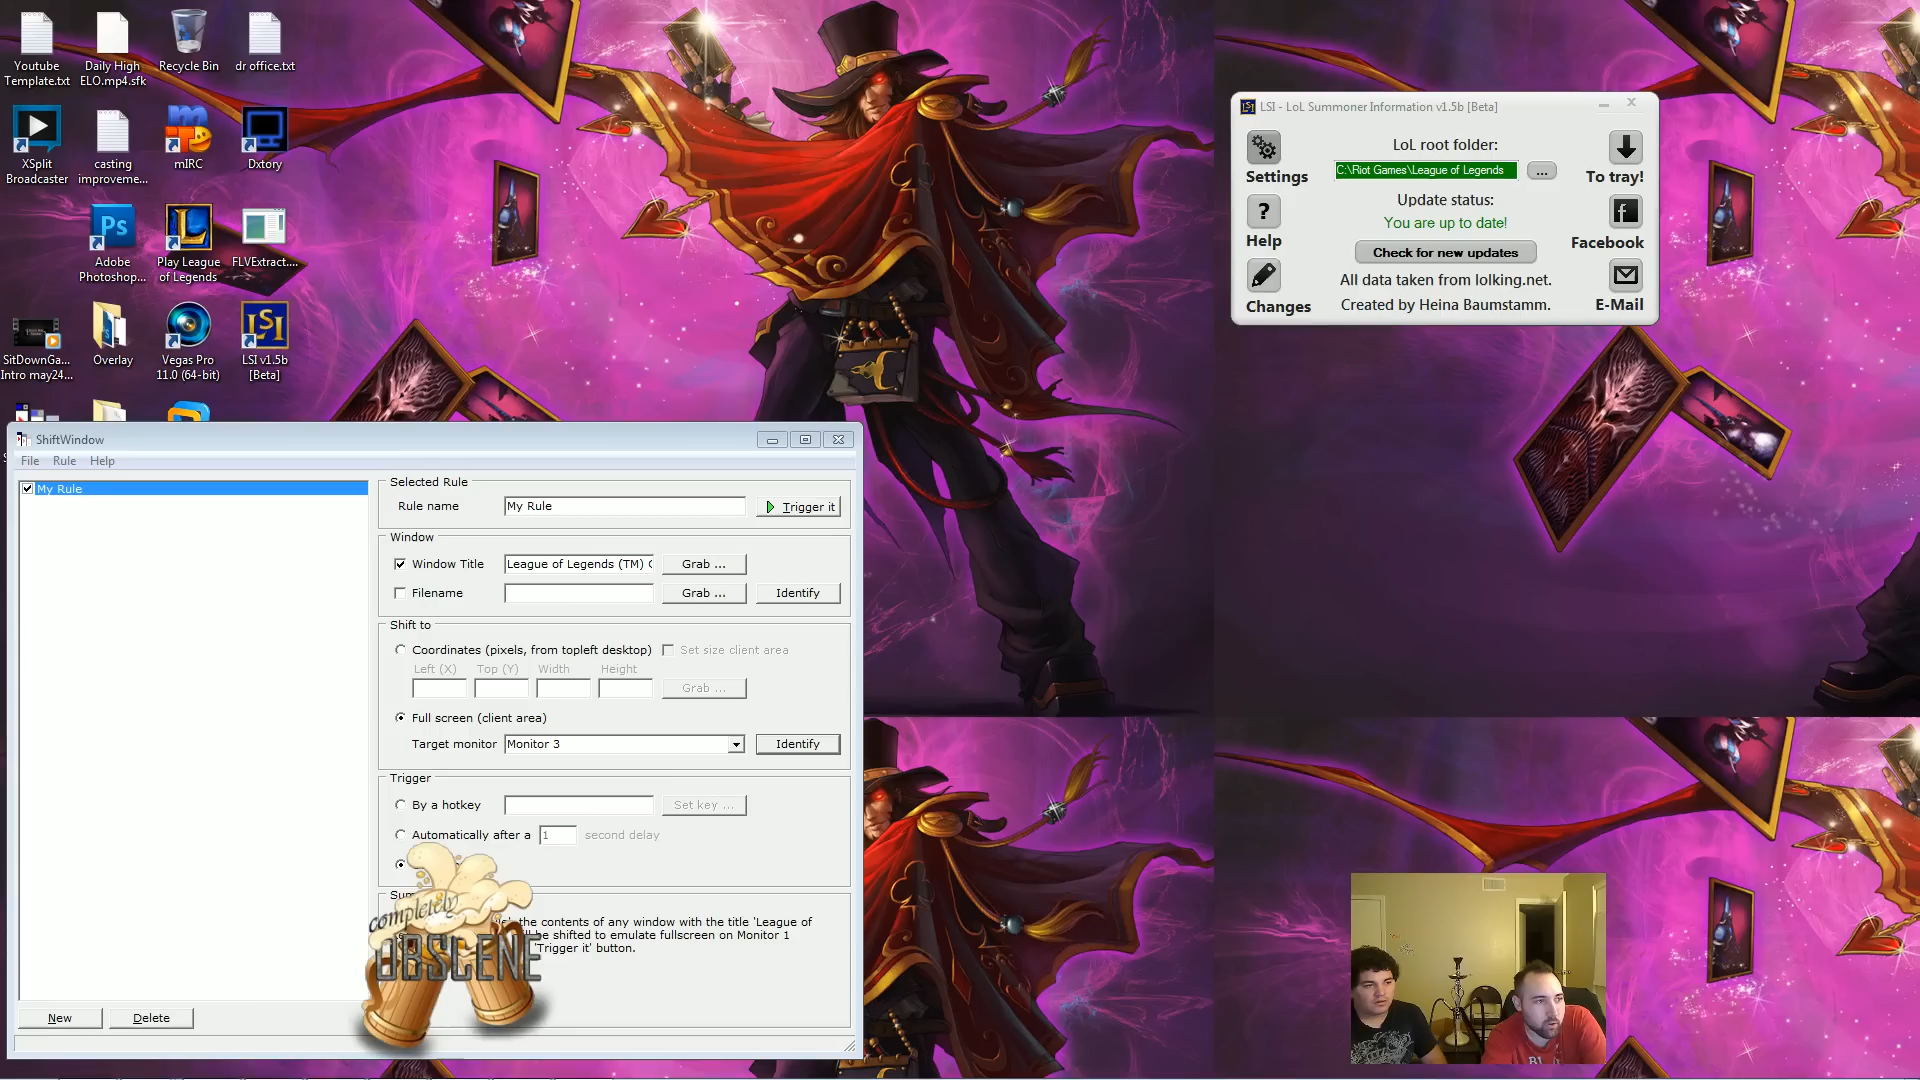 Youtube
Template.txt
Daily High
ELO.mp4.sfk
Recycle Bin
dr office.txt
XSplit
Broadcaster
casting
improveme...
mIRC
Dxtory
Adobe
Photoshop...
Play League
of Legends
FLVExtract....
SitDownGa...
Intro may24...
Overlay
Vegas Pro
11.0 (64-bit)
LSI v1.5b
[Beta]
LSI - LoL Summoner Information v1.5b [Beta]
Settings
LoL root folder:
C:\Riot Games\League of Legends
...
To tray!
Help
Update status:
You are up to date!
Facebook
Check for new updates
Changes
All data taken from lolking.net.
Created by Heina Baumstamm.
E-Mail
ShiftWindow
File Rule Help
My Rule
Selected Rule
Rule name My Rule Trigger it
Window
Window Title League of Legends (TM) C Grab ...
Filename Grab ... Identify
Shift to
Coordinates (pixels, from topleft desktop) Set size client area
Left (X) Top (Y) Width Height
Grab ...
Full screen (client area)
Target monitor Monitor 3 Identify
Trigger
By a hotkey Set key ...
Automatically after a 1 second delay
the contents of any window with the title 'League of
be shifted to emulate fullscreen on Monitor 1
'Trigger it' button.
completely
OBSCENE
New Delete